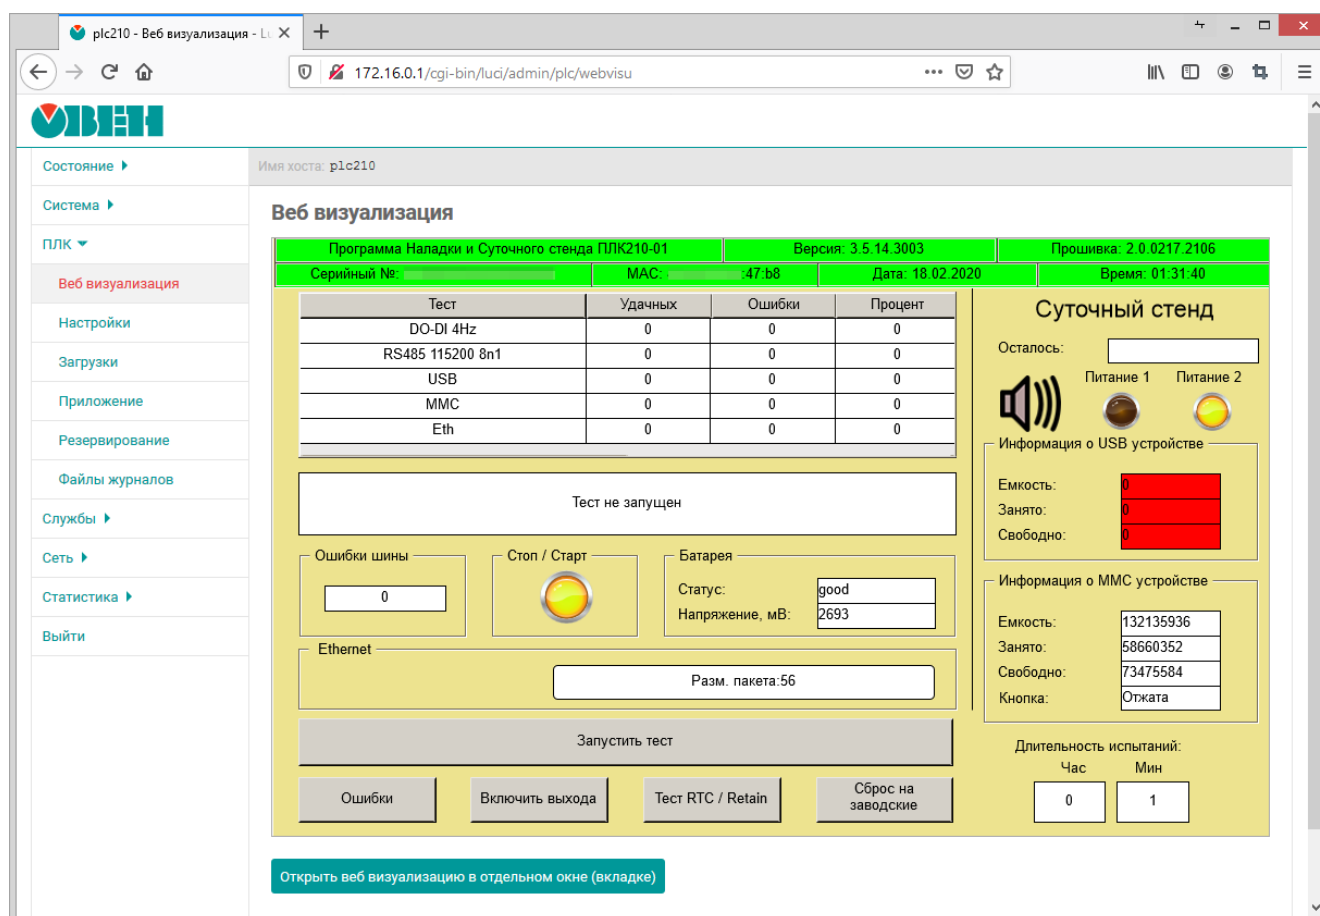 plc210 - Веб визуализация - Lu
172.16.0.1/cgi-bin/luci/admin/plc/webvisu
ОВЕН
Состояние
Система
ПЛК
Веб визуализация
Настройки
Загрузки
Приложение
Резервирование
Файлы журналов
Службы
Сеть
Статистика
Выйти
Имя хоста: plc210
Веб визуализация
Программа Наладки и Суточного стенда ПЛК210-01 Версия: 3.5.14.3003 Прошивка: 2.0.0217.2106
Серийный №: MAC: :47:b8 Дата: 18.02.2020 Время: 01:31:40
Тест Удачных Ошибки Процент
DO-DI 4Hz 0 0 0
RS485 115200 8n1 0 0 0
USB 0 0 0
MMC 0 0 0
Eth 0 0 0
Тест не запущен
Ошибки шины
0
Стоп / Старт
Батарея
Статус: good
Напряжение, мВ: 2693
Ethernet
Разм. пакета:56
Запустить тест
Ошибки
Включить выхода
Тест RTC / Retain
Сброс на
заводские
Суточный стенд
Осталось:
Питание 1 Питание 2
Информация о USB устройстве
Емкость: 0
Занято: 0
Свободно: 0
Информация о MMC устройстве
Емкость: 132135936
Занято: 58660352
Свободно: 73475584
Кнопка: Отжата
Длительность испытаний:
Час Мин
0 1
Открыть веб визуализацию в отдельном окне (вкладке)